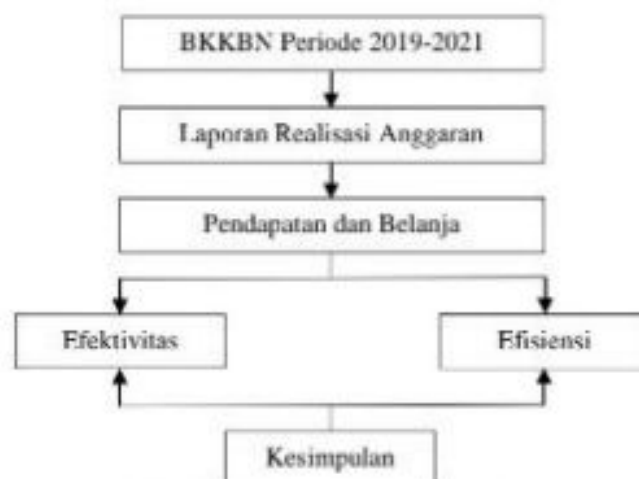 BKKBN Periode 2019-2021
Laporan Realisasi Anggaran
Pendapatan dan Belanja
Efektivitas
Efisiensi
Kesimpulan